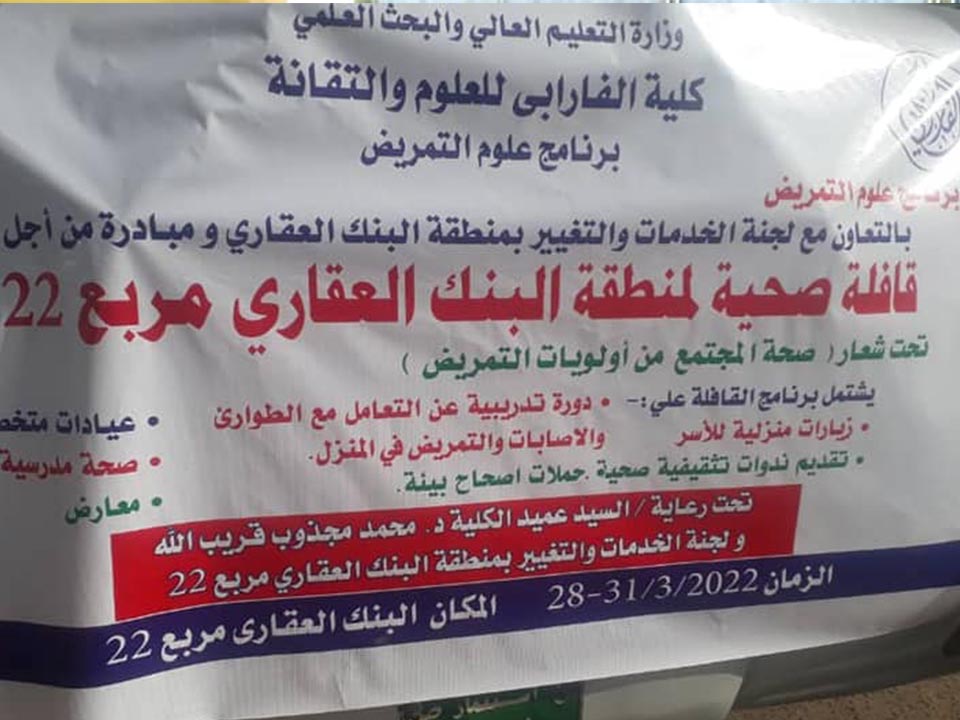 وزارة التعليم العالي والبحث العلمي
كلية الفارابى للعلوم والتقانة
برنامج علوم التمريض
برنامج علوم التمريض
بالتعاون مع لجنة الخدمات والتغيير بمنطقة البنك العقاري و مبادرة من أجل
قافلة صحية لمنطقة البنك العقاري مربع 22
تحت شعار ( صحة المجتمع من أولويات التمريض )
يشتمل برنامج القافلة علي:-
• زيارات منزلية للأسر
• دورة تدريبية عن التعامل مع الطوارئ
والاصابات والتمريض في المنزل.
• تقديم ندوات تثقيفية صحية .حملات اصحاح بيئة.
• عيادات
• صحة مدرسية
• معارض
تحت رعاية / السيد عميد الكلية د. محمد مجذوب قريب الله
و لجنة الخدمات والتغيير بمنطقة البنك العقاري مربع 22
الزمان 28-31/3/2022 المكان البنك العقارى مربع 22
استثمار